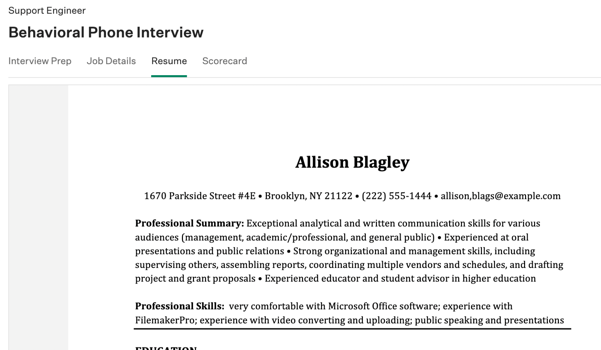 Support Engineer
Behavioral Phone Interview
Interview Prep Job Details Resume Scorecard
Allison Blagley
1670 Parkside Street #4E • Brooklyn, NY 21122 • (222) 555-1444 • allison,blags@example.com
Professional Summary: Exceptional analytical and written communication skills for various
audiences (management, academic/professional, and general public) • Experienced at oral
presentations and public relations • Strong organizational and management skills, including
supervising others, assembling reports, coordinating multiple vendors and schedules, and drafting
project and grant proposals • Experienced educator and student advisor in higher education
Professional Skills: very comfortable with Microsoft Office software; experience with
FilemakerPro; experience with video converting and uploading; public speaking and presentations
EDUCATION